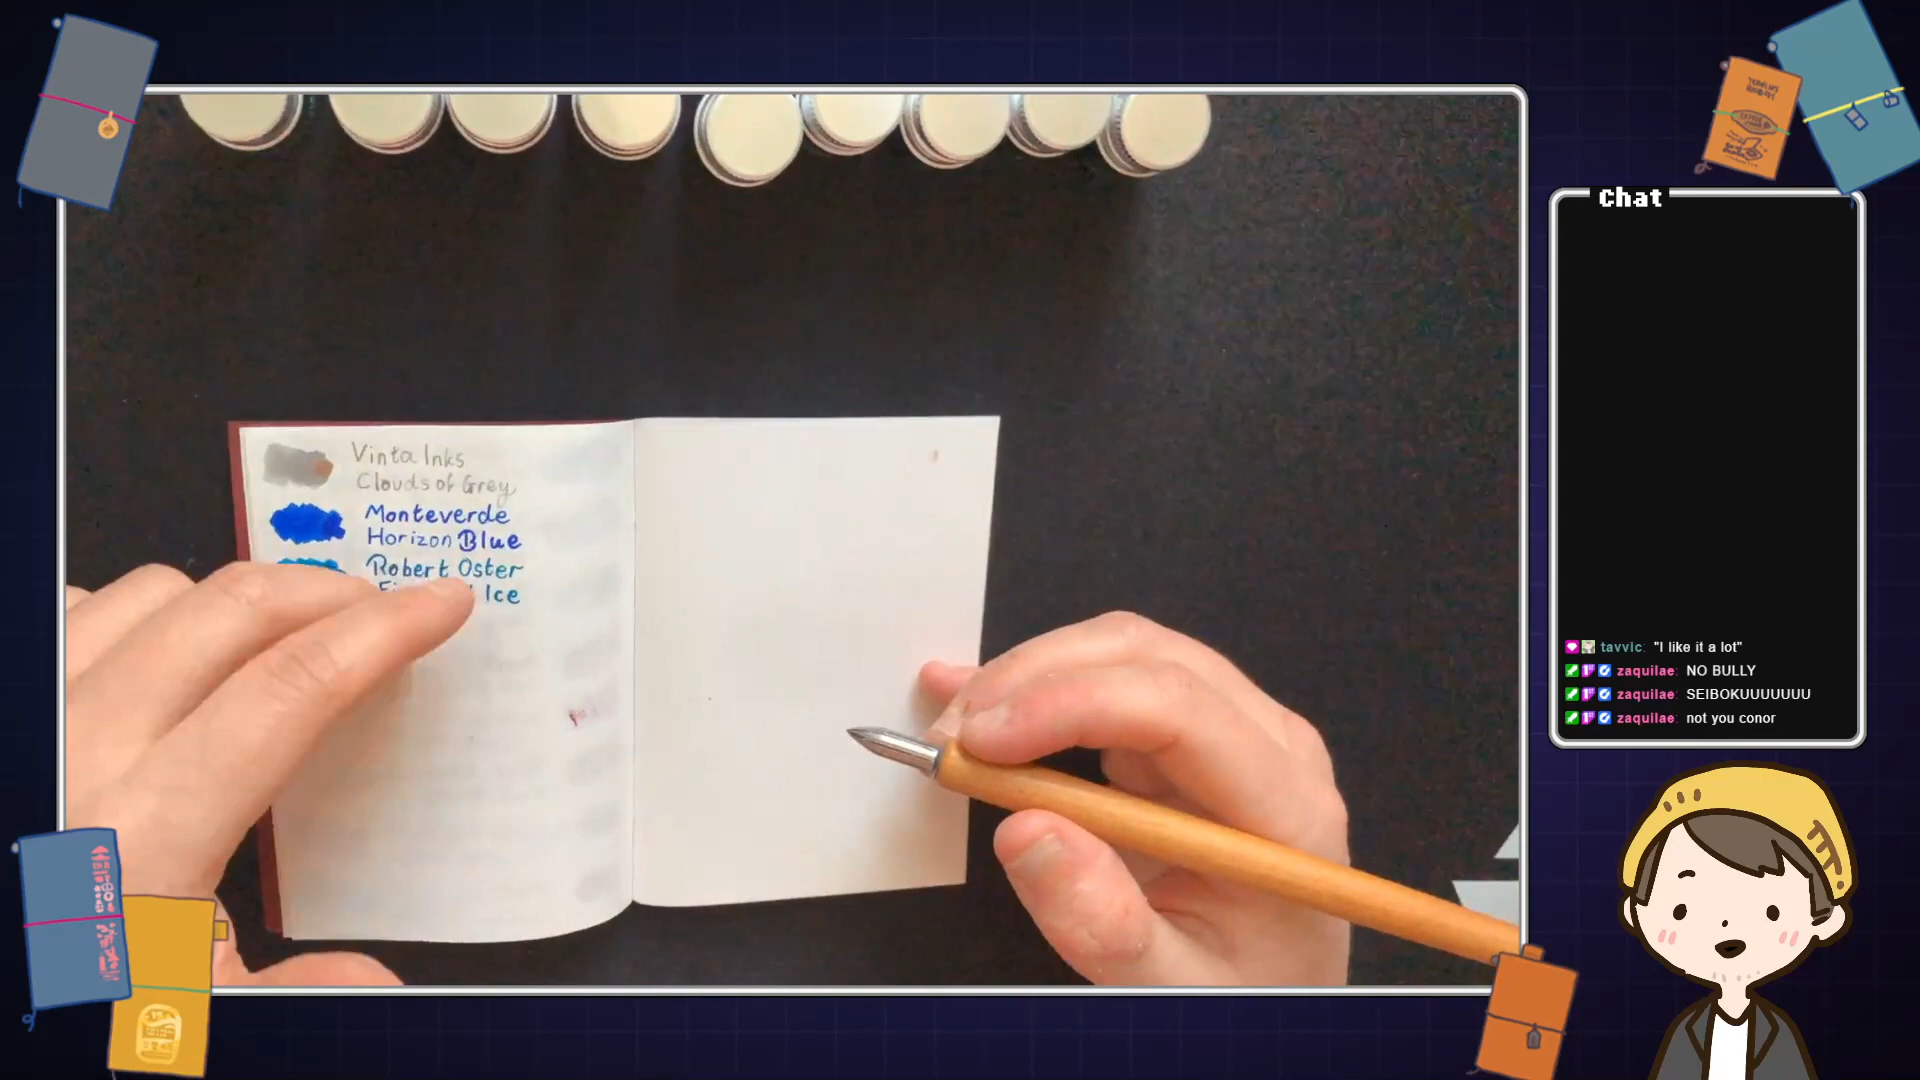 Vinta Inks
Clouds of Grey
Monteverde
Horizon Blue
Robert Oster
Ice
chat
tavvic: "I like it a lot"
zaquilae: NO BULLY
zaquilae: SEIBOKUUUUUUU
zaquilae: not you conor